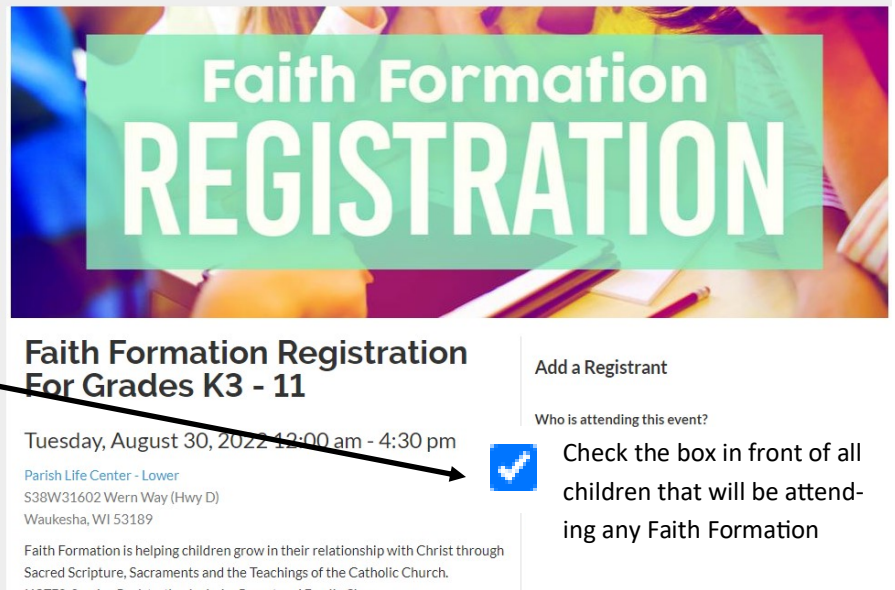 Faith Formation
REGISTRATION
Faith Formation Registration
For Grades K3 - 11
Tuesday, August 30, 2022 12:00 am - 4:30 pm
Parish Life Center - Lower
S38W31602 Wern Way (Hwy D)
Waukesha, WI 53189
Faith Formation is helping children grow in their relationship with Christ through
Sacred Scripture, Sacraments and the Teachings of the Catholic Church.
Add a Registrant
Who is attending this event?
Check the box in front of all
children that will be attend-
ing any Faith Formation